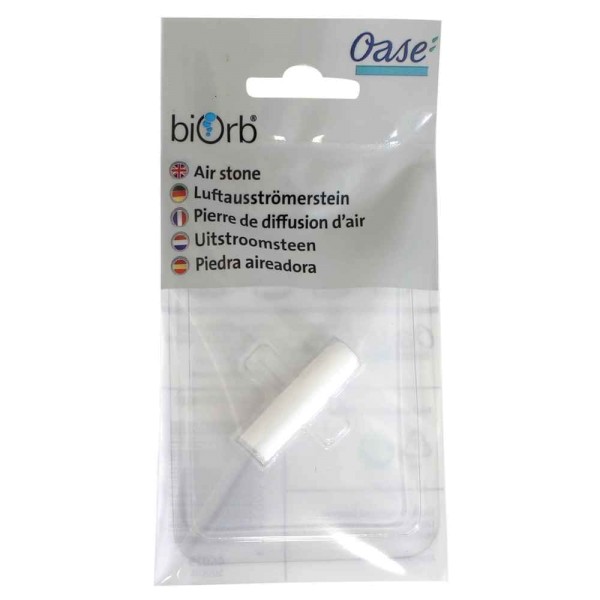 Oase
biOrb®
Air stone
Luftausströmerstein
Pierre de diffusion d'air
Uitstroomsteen
Piedra aireadora